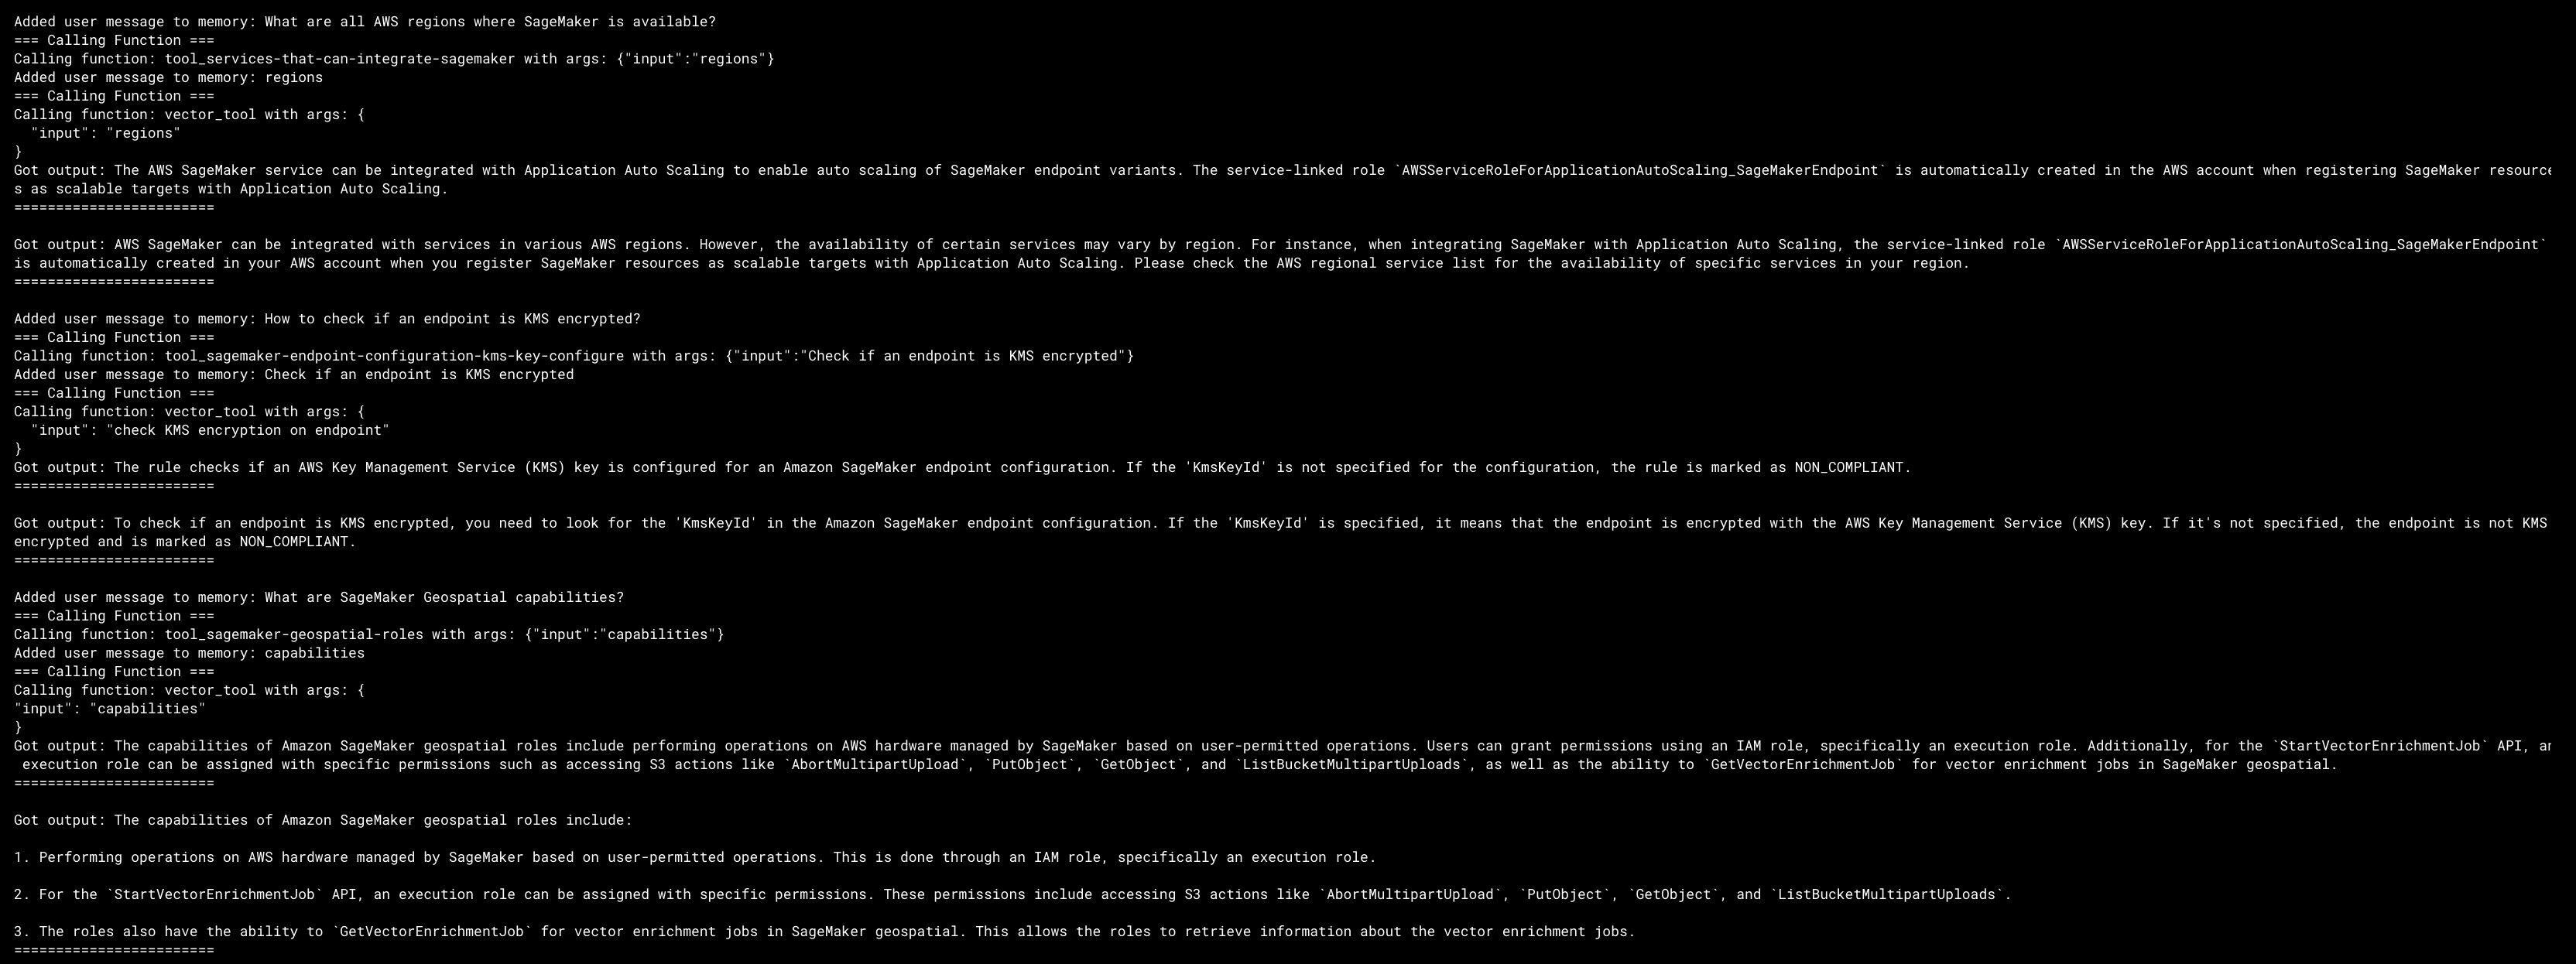 Added user message to memory: What are all AWS regions where SageMaker is available?
=== Calling Function ===
Calling function: tool_services-that-can-integrate-sagemaker with args: {"input":"regions"}
Added user message to memory: regions
=== Calling Function ===
Calling function: vector_tool with args: {
  "input": "regions"
}
Got output: The AWS SageMaker service can be integrated with Application Auto Scaling to enable auto scaling of SageMaker endpoint variants. The service-linked role `AWSServiceRoleForApplicationAutoScaling_SageMakerEndpoint` is automatically created in the AWS account when registering SageMaker resource
s as scalable targets with Application Auto Scaling.
========================
Got output: AWS SageMaker can be integrated with services in various AWS regions. However, the availability of certain services may vary by region. For instance, when integrating SageMaker with Application Auto Scaling, the service-linked role `AWSServiceRoleForApplicationAutoScaling_SageMakerEndpoint`
is automatically created in your AWS account when you register SageMaker resources as scalable targets with Application Auto Scaling. Please check the AWS regional service list for the availability of specific services in your region.
========================
Added user message to memory: How to check if an endpoint is KMS encrypted?
=== Calling Function ===
Calling function: tool_sagemaker-endpoint-configuration-kms-key-configure with args: {"input":"Check if an endpoint is KMS encrypted"}
Added user message to memory: Check if an endpoint is KMS encrypted
=== Calling Function ===
Calling function: vector_tool with args: {
  "input": "check KMS encryption on endpoint"
}
Got output: The rule checks if an AWS Key Management Service (KMS) key is configured for an Amazon SageMaker endpoint configuration. If the 'KmsKeyId' is not specified for the configuration, the rule is marked as NON_COMPLIANT.
========================
Got output: To check if an endpoint is KMS encrypted, you need to look for the 'KmsKeyId' in the Amazon SageMaker endpoint configuration. If the 'KmsKeyId' is specified, it means that the endpoint is encrypted with the AWS Key Management Service (KMS) key. If it's not specified, the endpoint is not KMS
encrypted and is marked as NON_COMPLIANT.
========================
Added user message to memory: What are SageMaker Geospatial capabilities?
=== Calling Function ===
Calling function: tool_sagemaker-geospatial-roles with args: {"input":"capabilities"}
Added user message to memory: capabilities
=== Calling Function ===
Calling function: vector_tool with args: {
"input": "capabilities"
}
Got output: The capabilities of Amazon SageMaker geospatial roles include performing operations on AWS hardware managed by SageMaker based on user-permitted operations. Users can grant permissions using an IAM role, specifically an execution role. Additionally, for the `StartVectorEnrichmentJob` API, an
 execution role can be assigned with specific permissions such as accessing S3 actions like `AbortMultipartUpload`, `PutObject`, `GetObject`, and `ListBucketMultipartUploads`, as well as the ability to `GetVectorEnrichmentJob` for vector enrichment jobs in SageMaker geospatial.
========================
Got output: The capabilities of Amazon SageMaker geospatial roles include:
1. Performing operations on AWS hardware managed by SageMaker based on user-permitted operations. This is done through an IAM role, specifically an execution role.
2. For the `StartVectorEnrichmentJob` API, an execution role can be assigned with specific permissions. These permissions include accessing S3 actions like `AbortMultipartUpload`, `PutObject`, `GetObject`, and `ListBucketMultipartUploads`.
3. The roles also have the ability to `GetVectorEnrichmentJob` for vector enrichment jobs in SageMaker geospatial. This allows the roles to retrieve information about the vector enrichment jobs.
========================